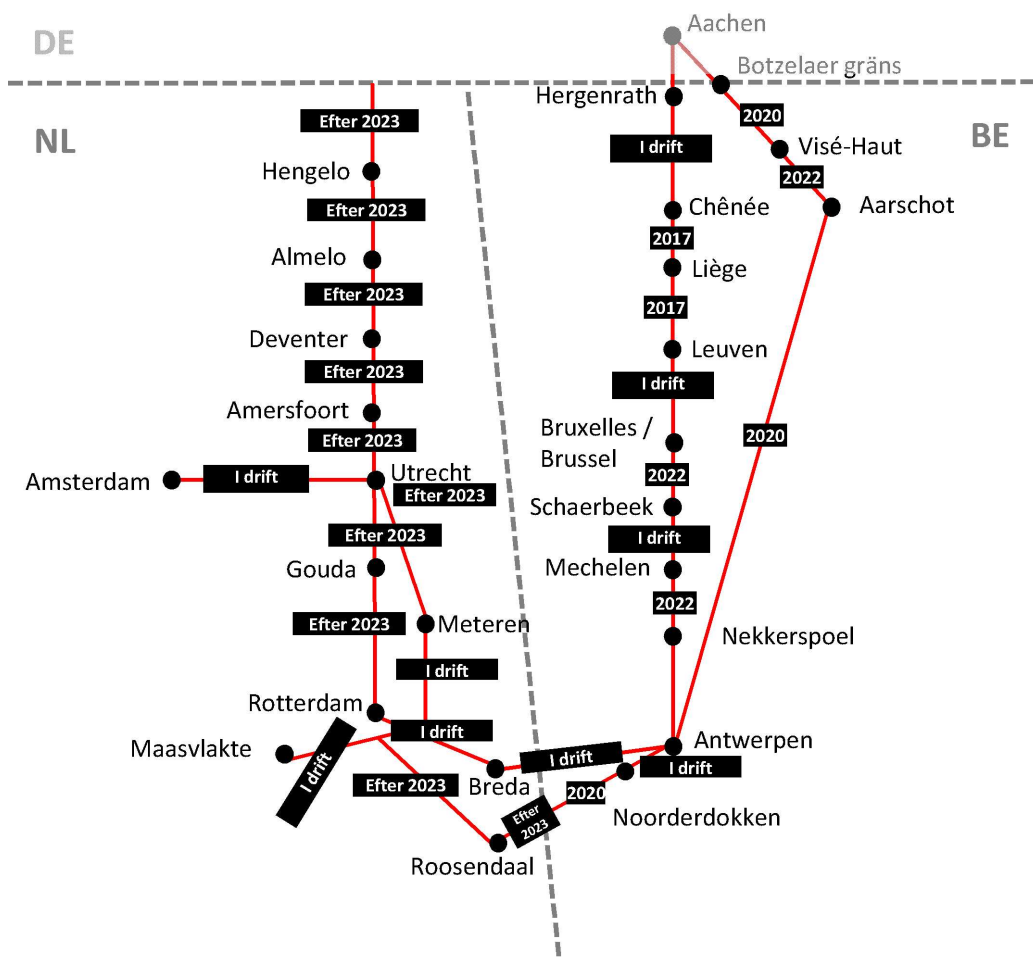 Aachen
DE
Botzelaer gräns
Hergenrath
Efter 2023
2020
NL
BE
I drift
Visé-Haut
Hengelo
2022
Efter 2023
Chênée
Aarschot
2017
Almelo
Liège
Efter 2023
2017
Deventer
Leuven
Efter 2023
I drift
Amersfoort
Bruxelles /
Brussel
Efter 2023
2020
Utrecht
2022
Amsterdam
I drift
Efter 2023
Schaerbeek
Efter 2023
I drift
Gouda
Mechelen
2022
Efter 2023
Meteren
Nekkerspoel
I drift
Rotterdam
I drift
Maasvlakte
Antwerpen
I drift
I drift
I drift
Efter 2023
Breda
2020
Noorderdokken
Efter
2023
Roosendaal